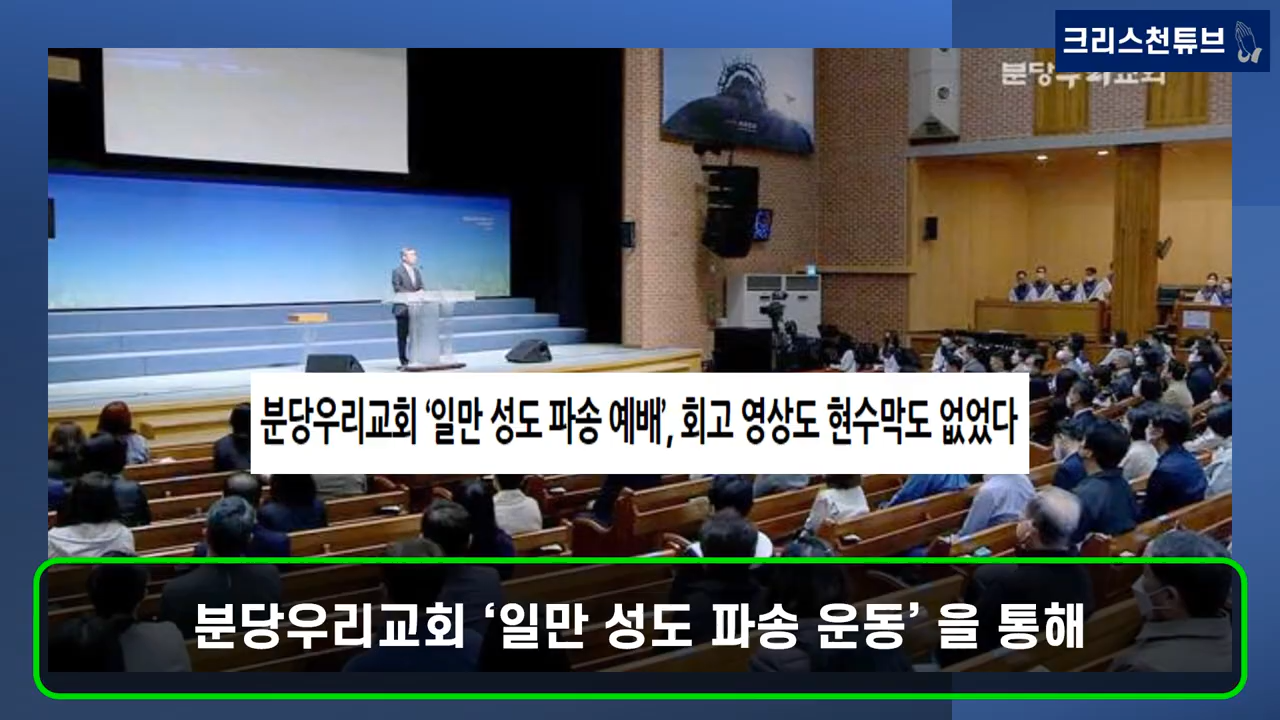 크리스천튜브
분당우리교회
분당우리교회 ‘일만 성도 파송 예배’, 회고 영상도 현수막도 없었다
분당우리교회 ‘일만 성도 파송 운동’ 을 통해